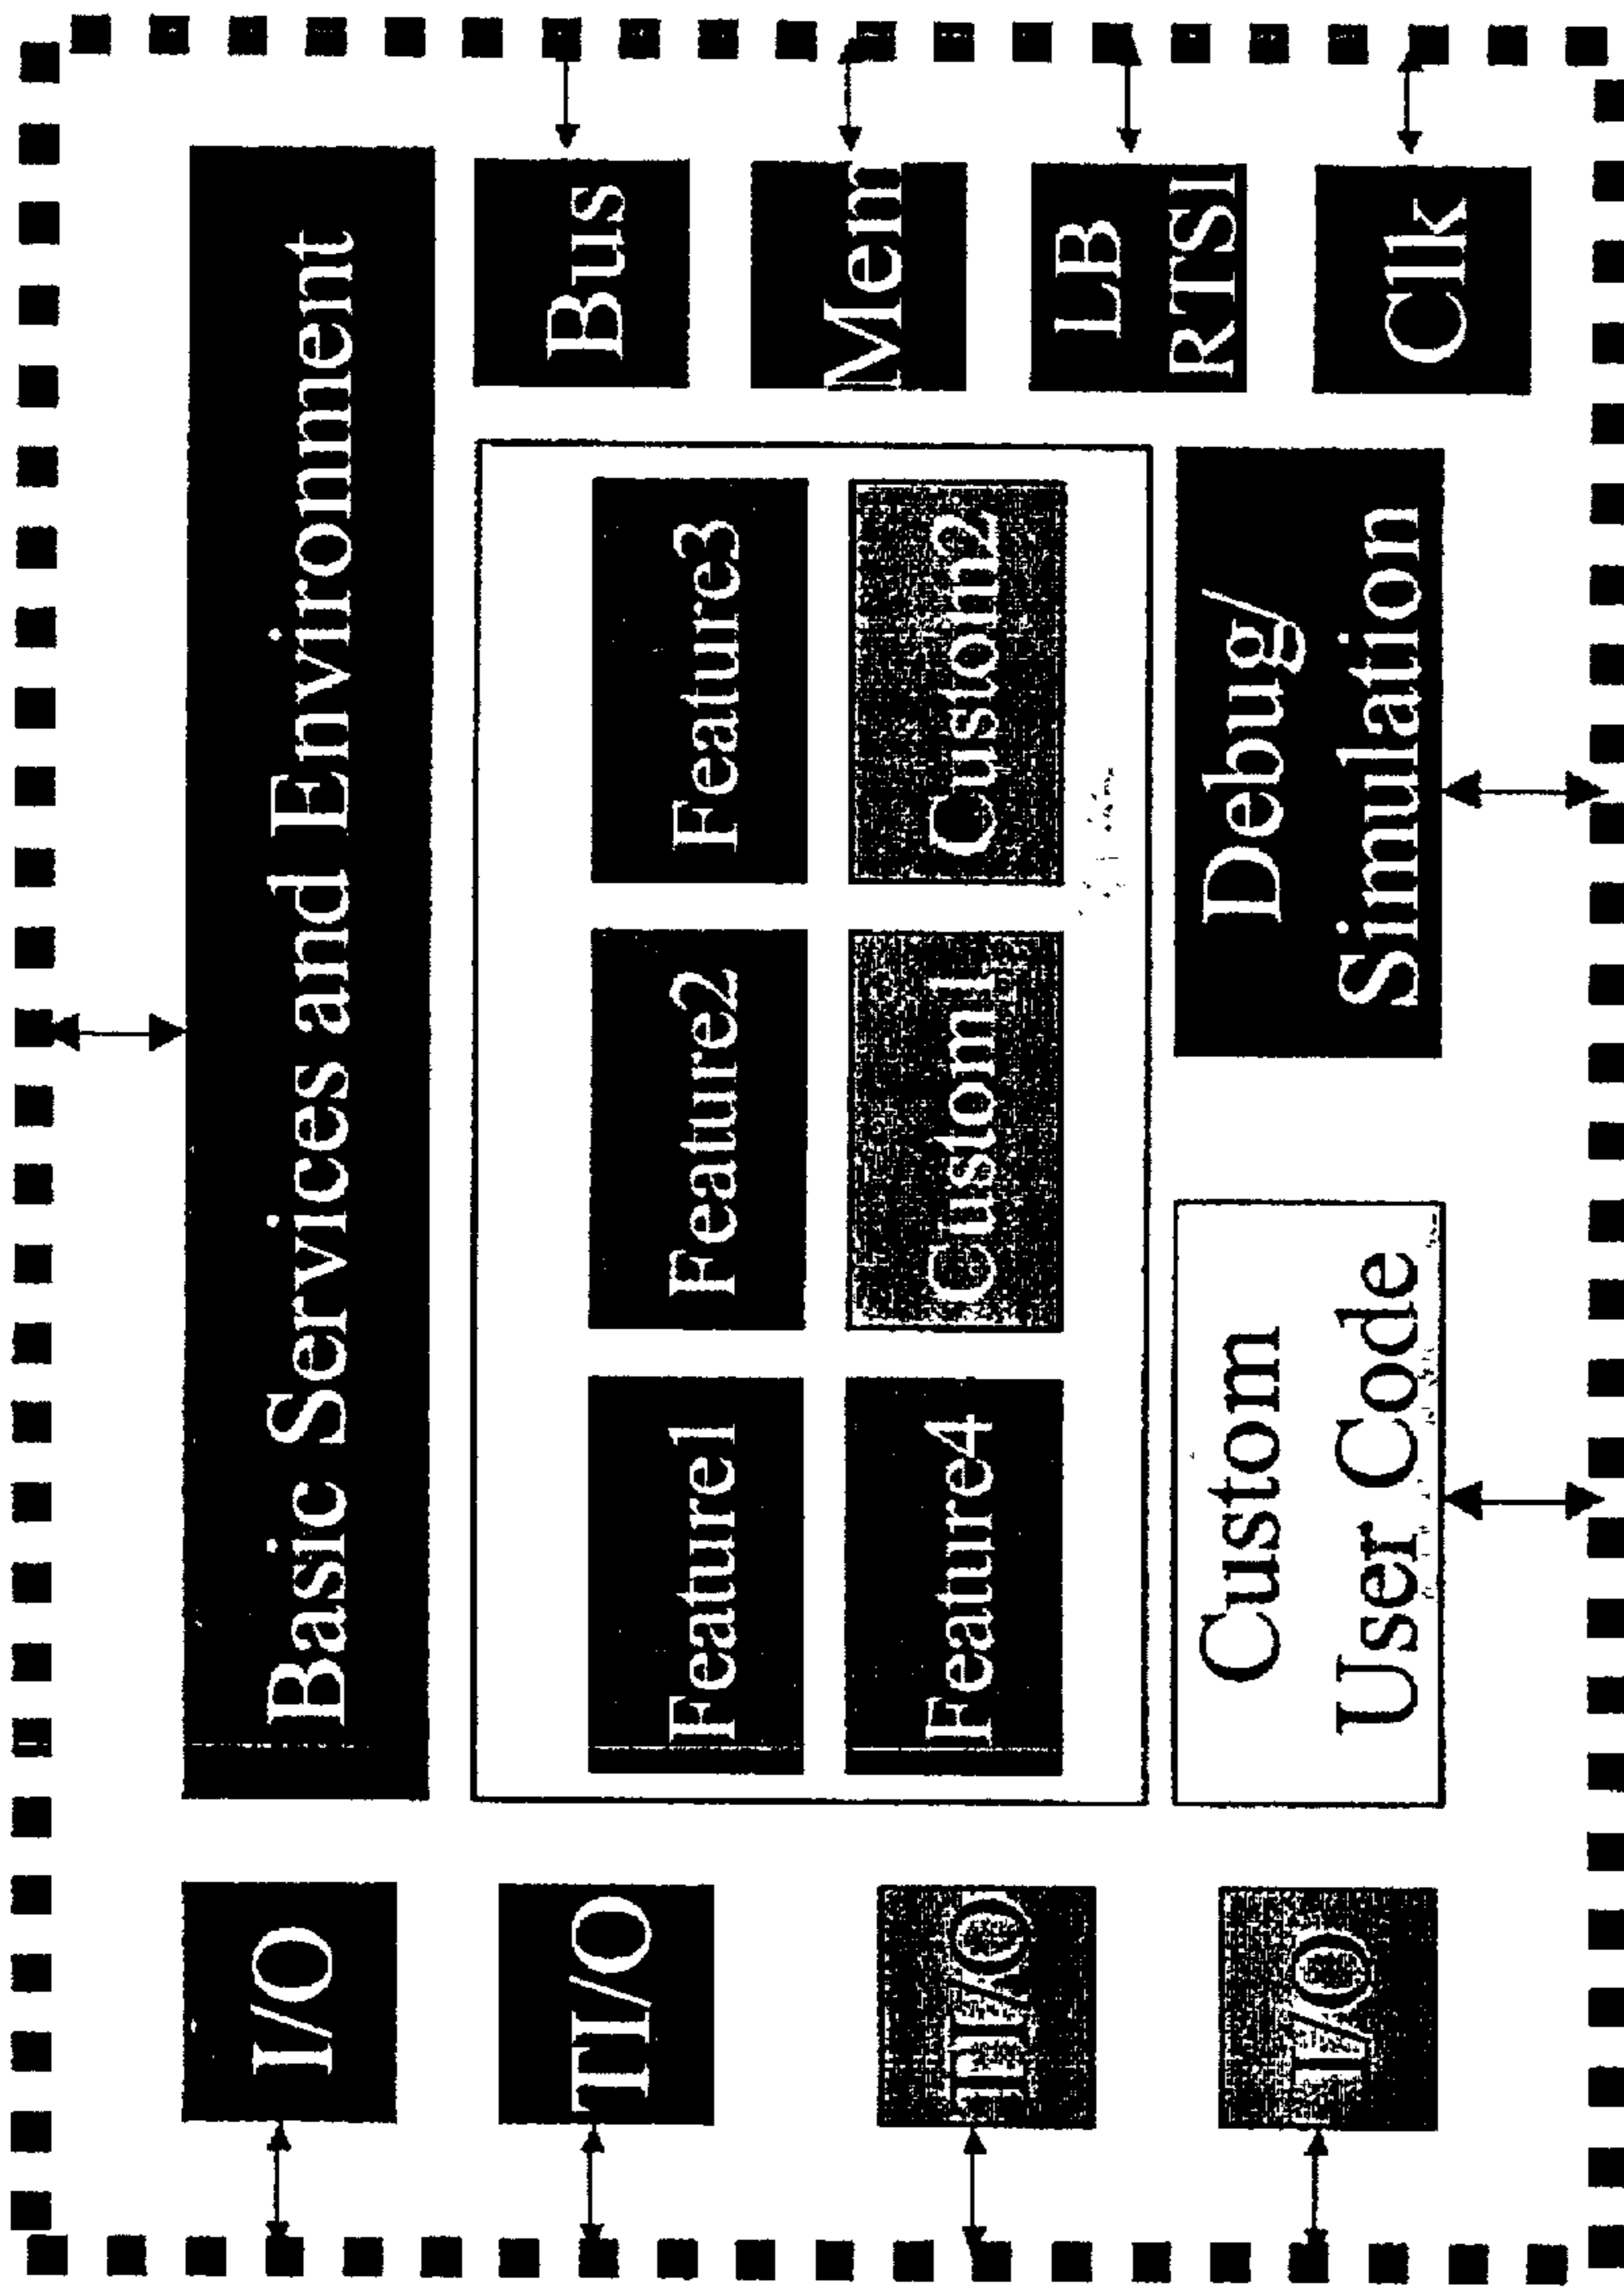 Basic Services and Environment
I/O
TI/O
TI/O
I/O
Feature1
Feature2
Feature3
Feature4
Custom1
Custom2
Custom
User Code
Debug/
Simulation
Bus
Mem
LB
RTSI
Clk